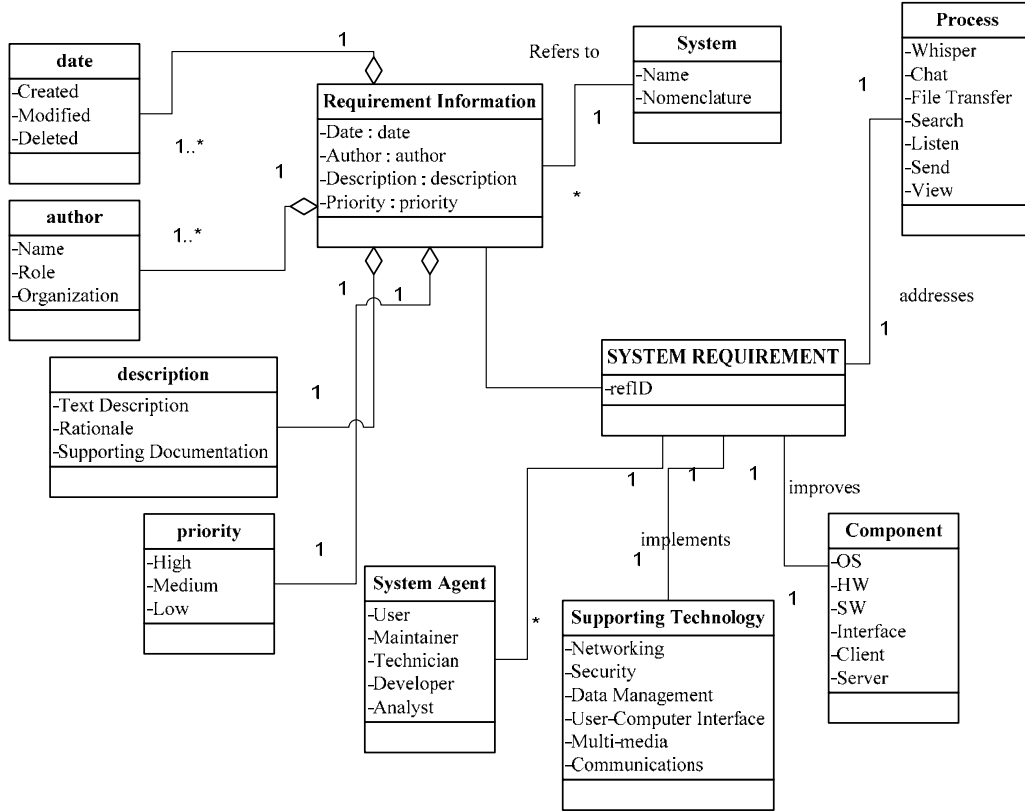 date
-Created
-Modified
-Deleted
1
1..*
author
-Name
-Role
-Organization
1
1..*
Requirement Information
-Date : date
-Author : author
-Description : description
-Priority : priority
Refers to
1
*
System
-Name
-Nomenclature
Process
-Whisper
-Chat
-File Transfer
-Search
-Listen
-Send
-View
1
addresses
1
1
1
description
-Text Description
-Rationale
-Supporting Documentation
1
SYSTEM REQUIREMENT
-refID
priority
-High
-Medium
-Low
1
1
1
1
improves
implements
1
1
*
System Agent
-User
-Maintainer
-Technician
-Developer
-Analyst
Supporting Technology
-Networking
-Security
-Data Management
-User-Computer Interface
-Multi-media
-Communications
Component
-OS
-HW
-SW
-Interface
-Client
-Server